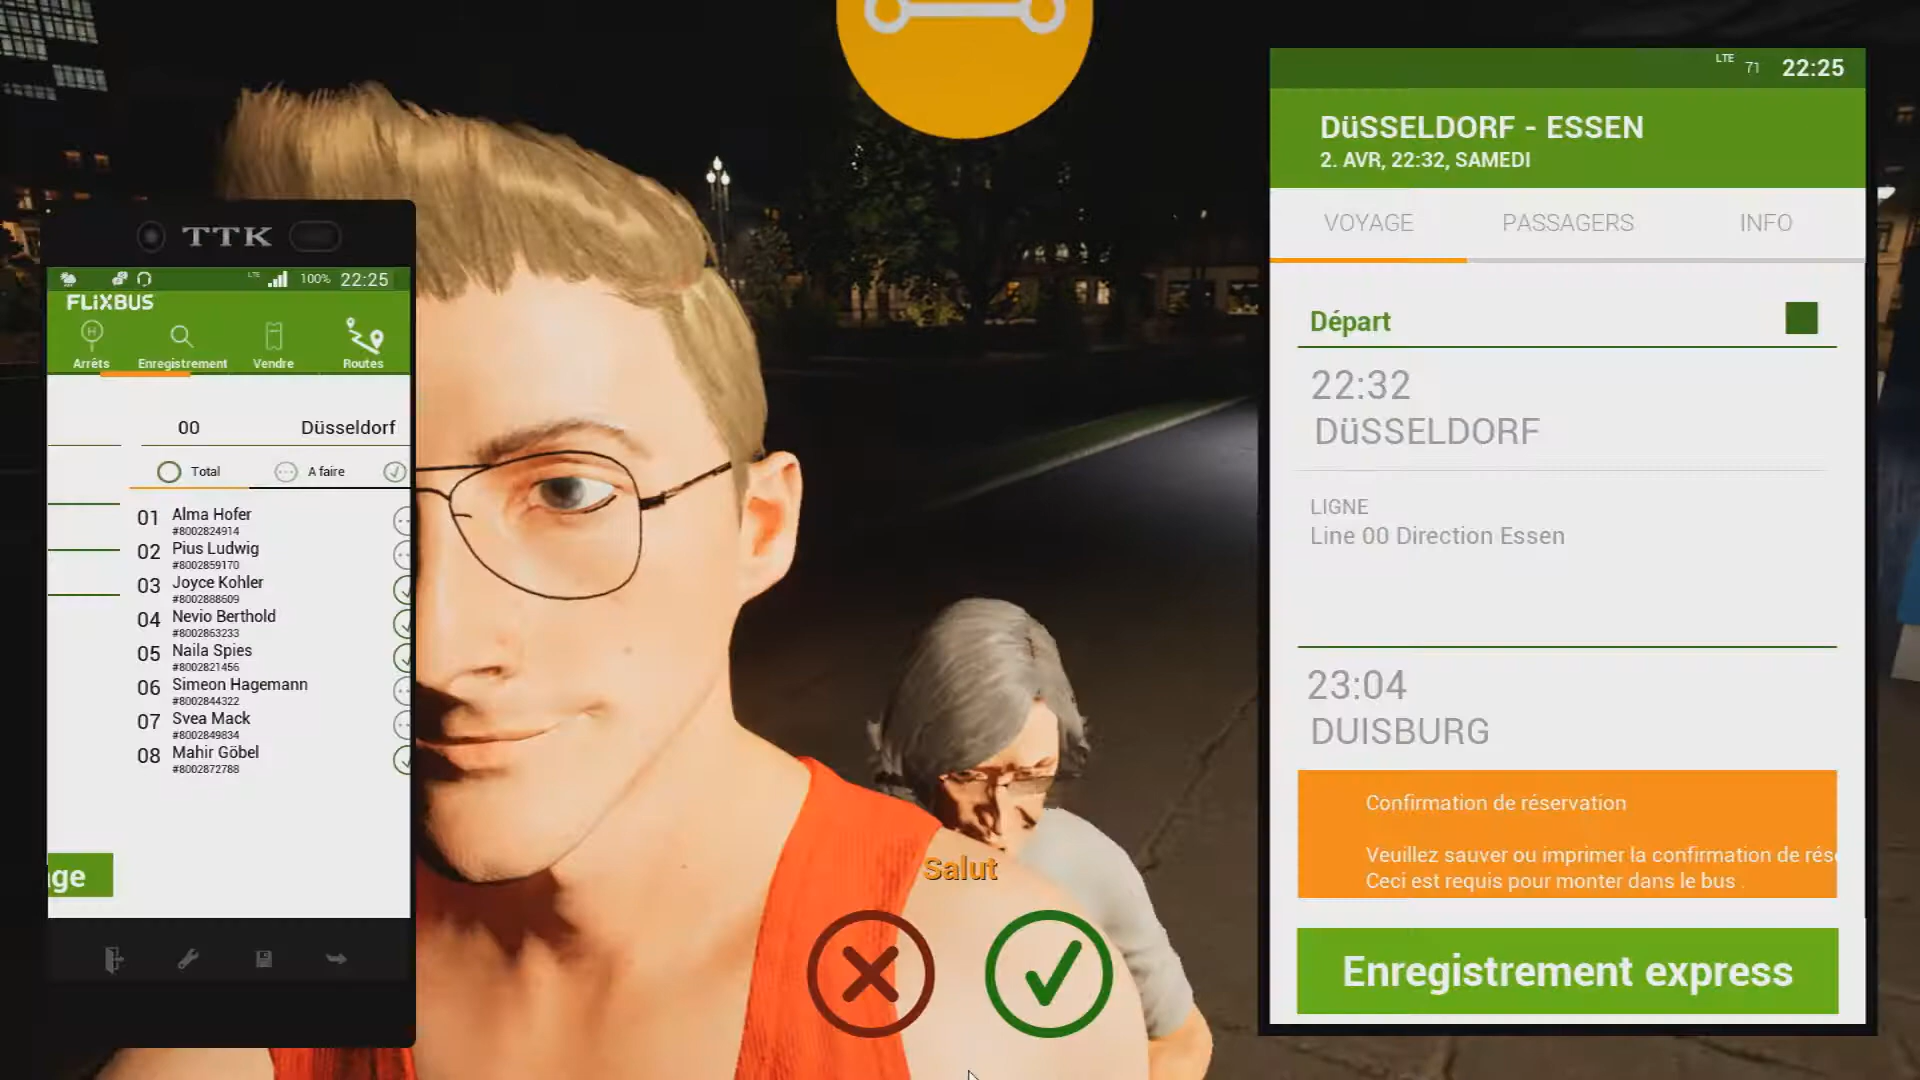 TTK
LTE 100% 22:25
FLiXBUS
Arrêts Enregistrement Vendre Routes
00 Düsseldorf
Total A faire
01 Alma Hofer
#8002824914
02 Pius Ludwig
#8002859170
03 Joyce Kohler
#8002888609
04 Nevio Berthold
#8002863233
05 Naila Spies
#8002821456
06 Simeon Hagemann
#8002844322
07 Svea Mack
#8002849834
08 Mahir Göbel
#8002872788
ge
Salut
LTE 71 22:25
DüSSELDORF - ESSEN
2. AVR, 22:32, SAMEDI
VOYAGE PASSAGERS INFO
Départ
22:32
DüSSELDORF
LIGNE
Line 00 Direction Essen
23:04
DUISBURG
Confirmation de réservation
Veuillez sauver ou imprimer la confirmation de rés
Ceci est requis pour monter dans le bus .
Enregistrement express